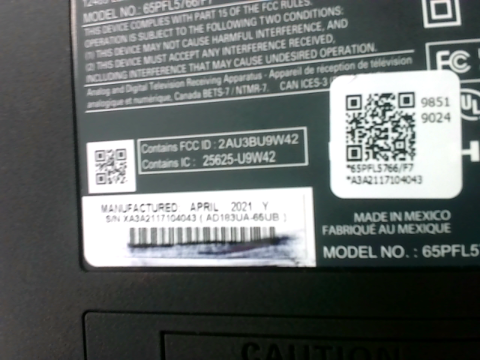 MODEL NO.: 65PFL5766/F7
THIS DEVICE COMPLIES WITH PART 15 OF THE FCC RULES.
OPERATION IS SUBJECT TO THE FOLLOWING TWO CONDITIONS:
(1) THIS DEVICE MAY NOT CAUSE HARMFUL INTERFERENCE, AND
(2) THIS DEVICE MUST ACCEPT ANY INTERFERENCE RECEIVED,
INCLUDING INTERFERENCE THAT MAY CAUSE UNDESIRED OPERATION.
Analog and Digital Television Receiving Apparatus - Appareil de réception de télévision
analogique et numérique, Canada BETS-7 / NTMR-7. CAN ICES-3
FC
9851
9024
*65PFL5766/F7
*A3A2117104043
Contains FCC ID : 2AU3BU9W42
Contains IC : 25625-U9W42
MANUFACTURED APRIL 2021 Y
S/N XA3A2117104043 ( AD183UA-65UB )
MADE IN MEXICO
FABRIQUÉ AU MEXIQUE
MODEL NO. : 65PFL57
CAUTION